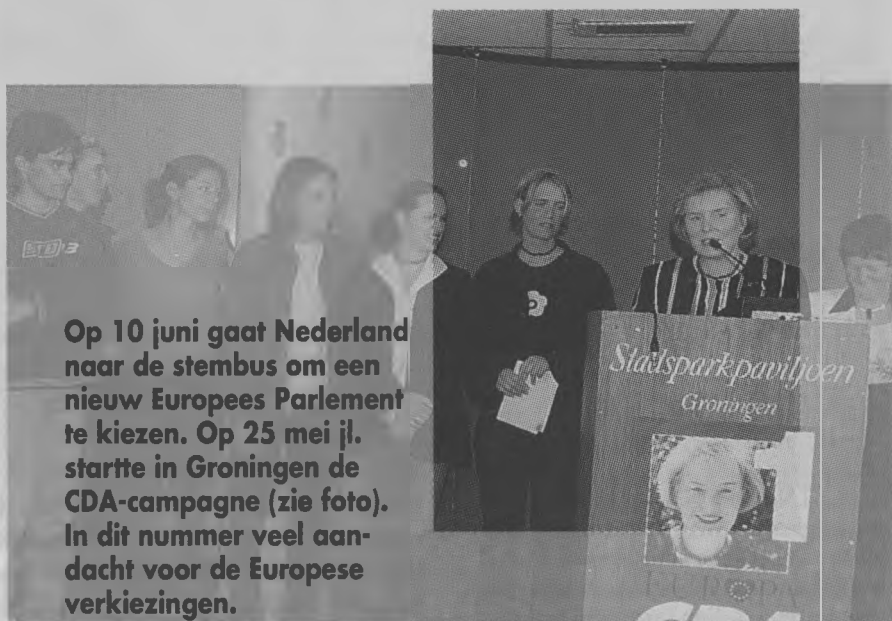 Op 10 juni gaat Nederland
naar de stembus om een
nieuw Europees Parlement
te kiezen. Op 25 mei jl.
startte in Groningen de
CDA-campagne (zie foto).
In dit nummer veel aan-
dacht voor de Europese
verkiezingen.
Stadsparkpaviljoen
Groningen
1
EUROPA
CDA